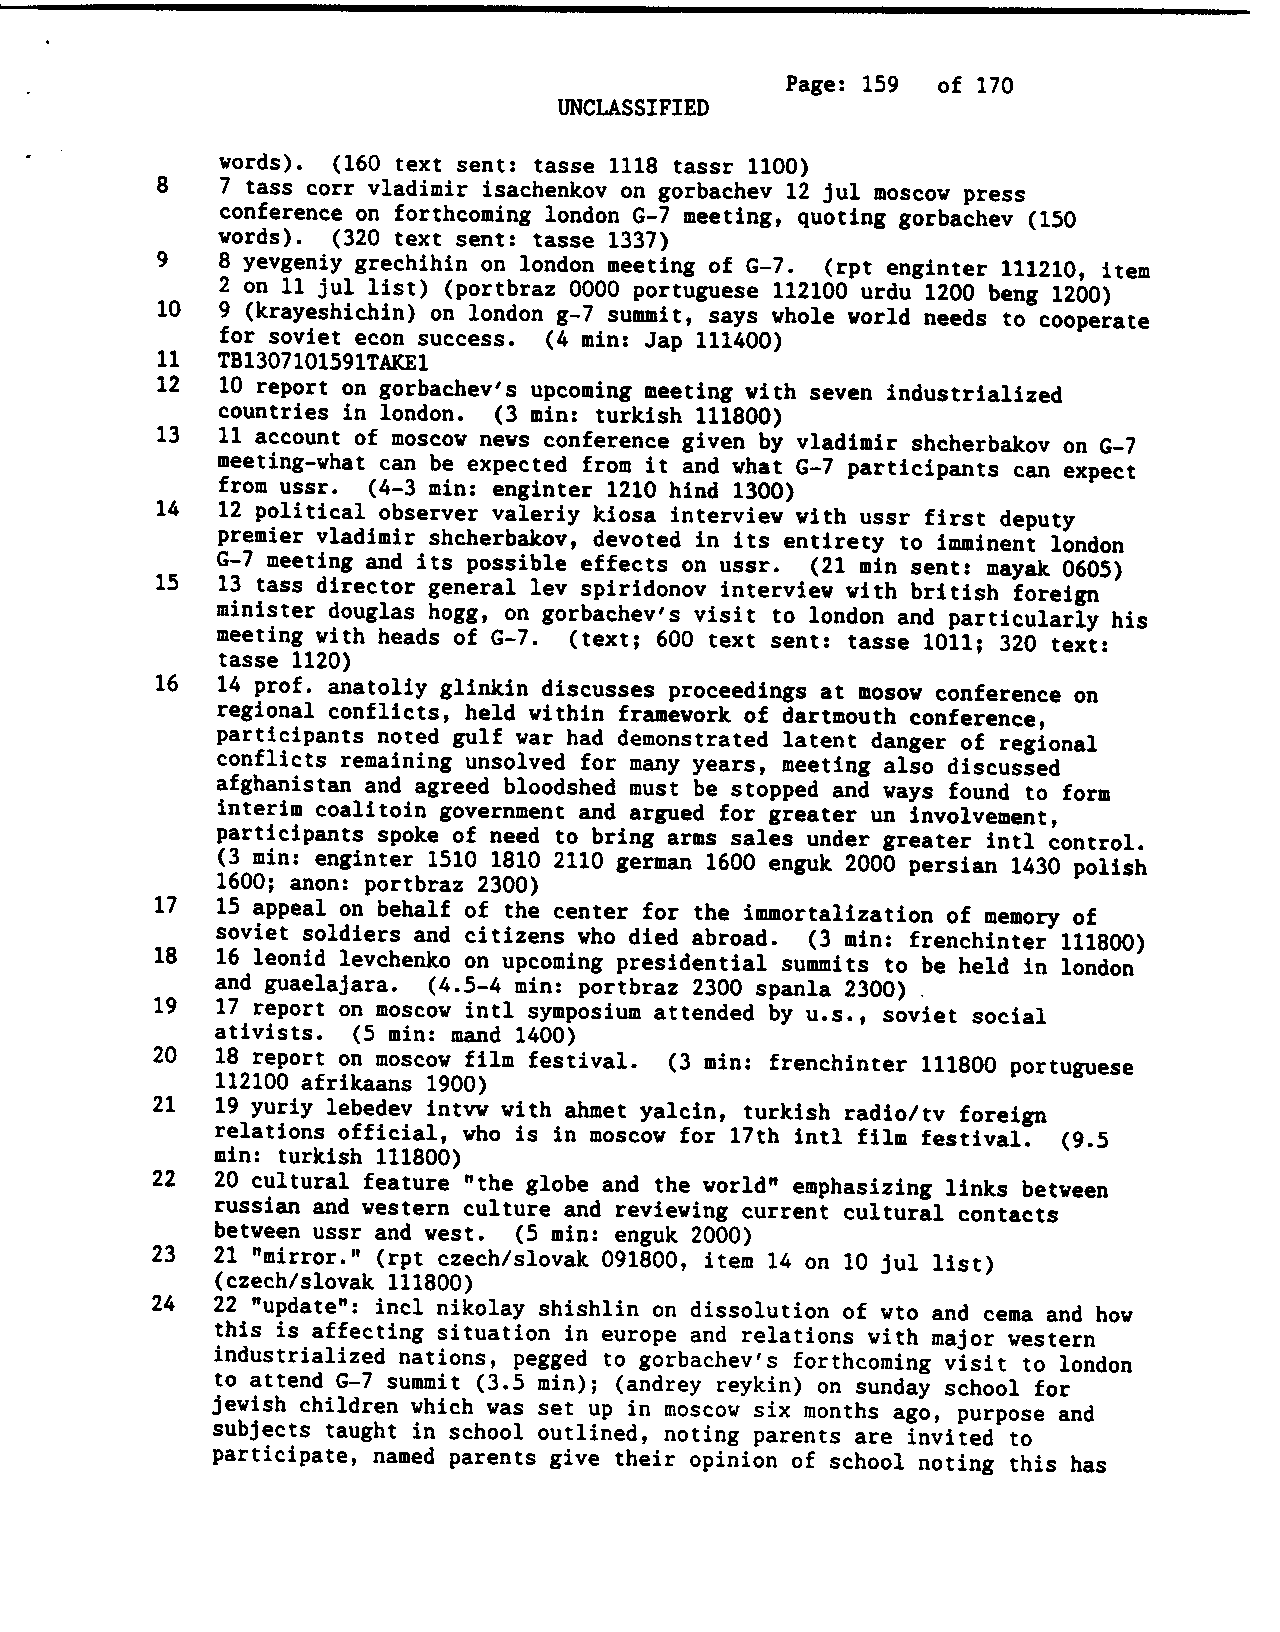 Page: 159 of 170
UNCLASSIFIED
words). (160 text sent: tasse 1118 tassr 1100)
8 7 tass corr vladimir isachenkov on gorbachev 12 jul moscow press
conference on forthcoming london G-7 meeting, quoting gorbachev (150
words). (320 text sent: tasse 1337)
9 8 yevgeniy grechihin on london meeting of G-7. (rpt enginter 111210, item
2 on 11 jul list) (portbraz 0000 portuguese 112100 urdu 1200 beng 1200)
10 9 (krayeshichin) on london g-7 summit, says whole world needs to cooperate
for soviet econ success. (4 min: Jap 111400)
11 TB1307101591TAKE1
12 10 report on gorbachev's upcoming meeting with seven industrialized
countries in london. (3 min: turkish 111800)
13 11 account of moscow news conference given by vladimir shcherbakov on G-7
meeting-what can be expected from it and what G-7 participants can expect
from ussr. (4-3 min: enginter 1210 hind 1300)
14 12 political observer valeriy kiosa interview with ussr first deputy
premier vladimir shcherbakov, devoted in its entirety to imminent london
G-7 meeting and its possible effects on ussr. (21 min sent: mayak 0605)
15 13 tass director general lev spiridonov interview with british foreign
minister douglas hogg, on gorbachev's visit to london and particularly his
meeting with heads of G-7. (text; 600 text sent: tasse 1011; 320 text:
tasse 1120)
16 14 prof. anatoliy glinkin discusses proceedings at mosow conference on
regional conflicts, held within framework of dartmouth conference,
participants noted gulf war had demonstrated latent danger of regional
conflicts remaining unsolved for many years, meeting also discussed
afghanistan and agreed bloodshed must be stopped and ways found to form
interim coalitoin government and argued for greater un involvement,
participants spoke of need to bring arms sales under greater intl control.
(3 min: enginter 1510 1810 2110 german 1600 enguk 2000 persian 1430 polish
1600; anon: portbraz 2300)
17 15 appeal on behalf of the center for the immortalization of memory of
soviet soldiers and citizens who died abroad. (3 min: frenchinter 111800)
18 16 leonid levchenko on upcoming presidential summits to be held in london
and guaelajara. (4.5-4 min: portbraz 2300 spanla 2300)
19 17 report on moscow intl symposium attended by u.s., soviet social
ativists. (5 min: mand 1400)
20 18 report on moscow film festival. (3 min: frenchinter 111800 portuguese
112100 afrikaans 1900)
21 19 yuriy lebedev intvw with ahmet yalcin, turkish radio/tv foreign
relations official, who is in moscow for 17th intl film festival. (9.5
min: turkish 111800)
22 20 cultural feature "the globe and the world" emphasizing links between
russian and western culture and reviewing current cultural contacts
between ussr and west. (5 min: enguk 2000)
23 21 "mirror." (rpt czech/slovak 091800, item 14 on 10 jul list)
(czech/slovak 111800)
24 22 "update": incl nikolay shishlin on dissolution of wto and cema and how
this is affecting situation in europe and relations with major western
industrialized nations, pegged to gorbachev's forthcoming visit to london
to attend G-7 summit (3.5 min); (andrey reykin) on sunday school for
jewish children which was set up in moscow six months ago, purpose and
subjects taught in school outlined, noting parents are invited to
participate, named parents give their opinion of school noting this has